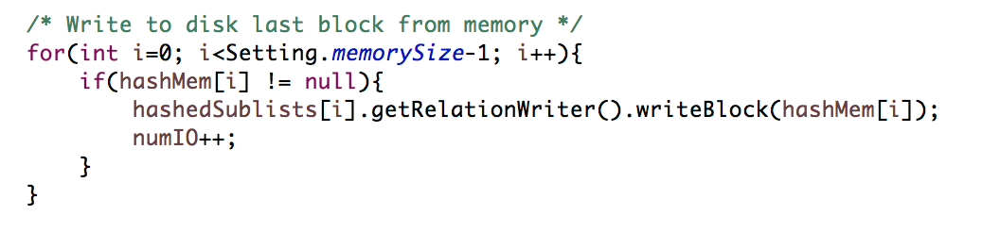 /* Write to disk last block from memory */
for(int i=0; i<Setting.memorySize-1; i++){
    if(hashMem[i] != null){
        hashedSublists[i].getRelationWriter().writeBlock(hashMem[i]);
        numIO++;
    }
}